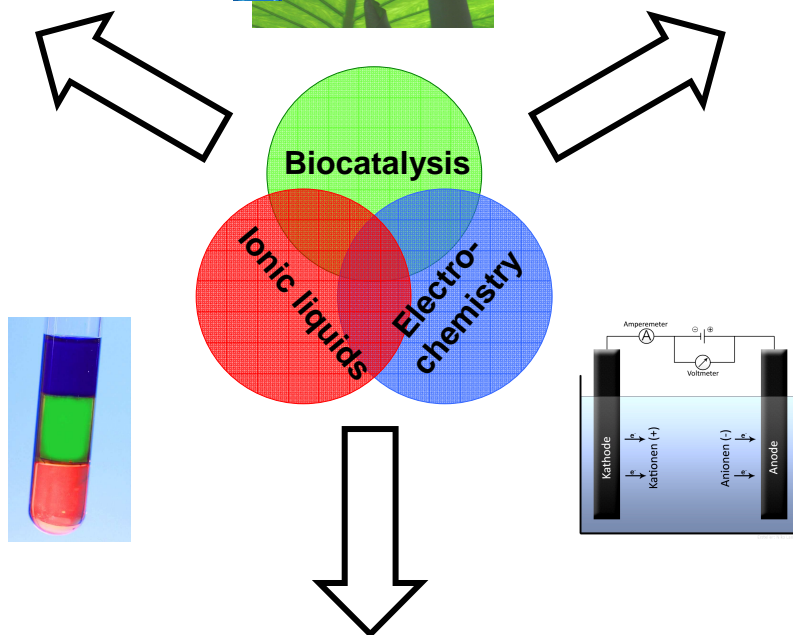 Biocatalysis
Ionic liquids
Electro-
chemistry
Amperemeter
A
⊖ ⊕
Voltmeter
Kathode
e
e
Kationen (+)
Anionen (-)
e
e
Anode